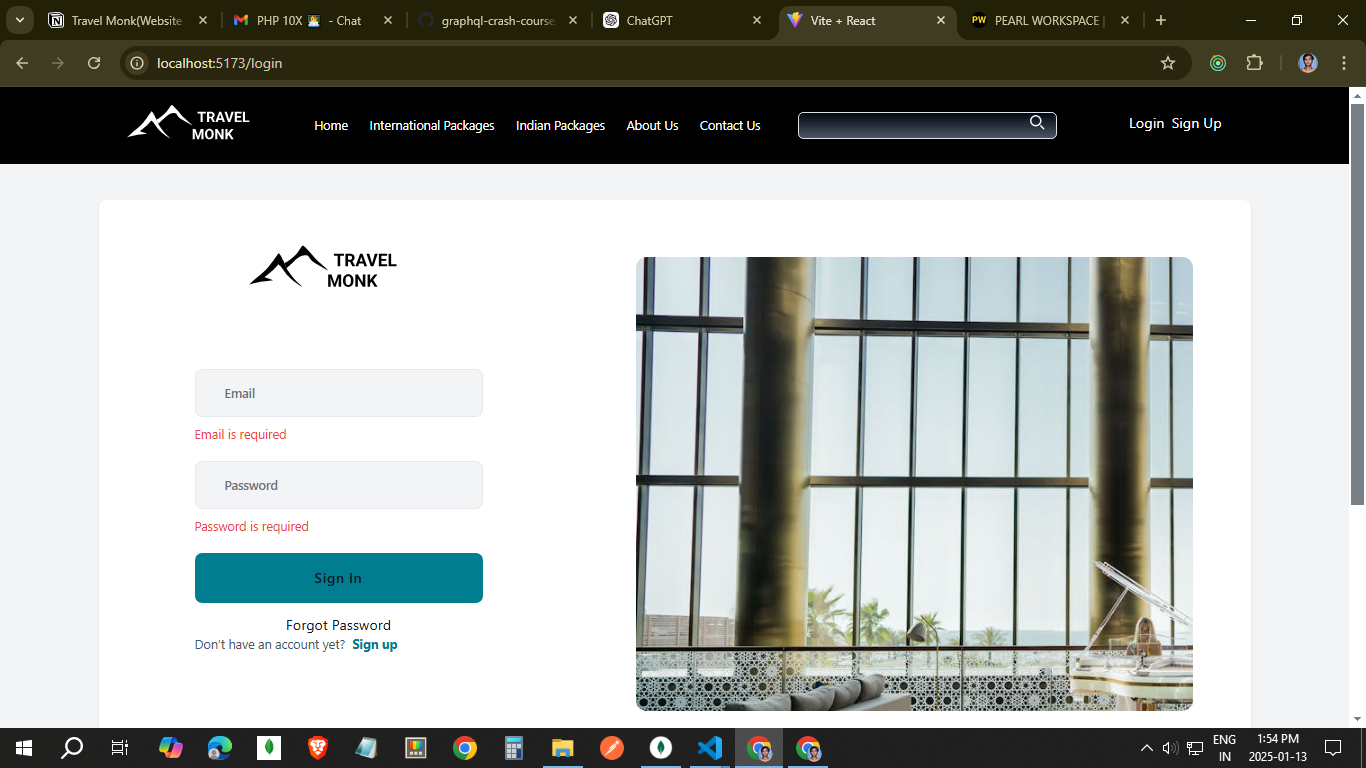 Travel Monk(Website
PHP 10X - Chat
graphql-crash-course
ChatGPT
Vite + React
PW PEARL WORKSPACE |
localhost:5173/login
TRAVEL
MONK
Home
International Packages
Indian Packages
About Us
Contact Us
Login Sign Up
TRAVEL
MONK
Email
Email is required
Password
Password is required
Sign In
Forgot Password
Don't have an account yet? Sign up
ENG
IN
1:54 PM
2025-01-13